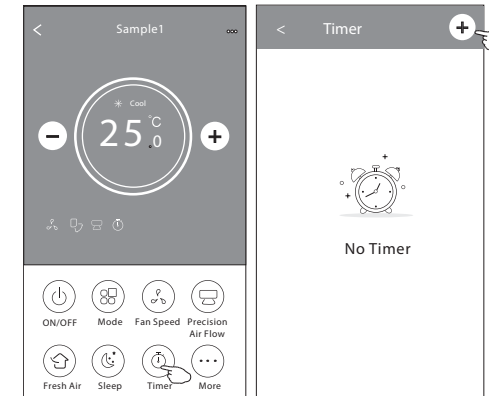 Sample1
Cool
25.0 °C
ON/OFF
Mode
Fan Speed
Precision
Air Flow
Fresh Air
Sleep
Timer
More
Timer
No Timer